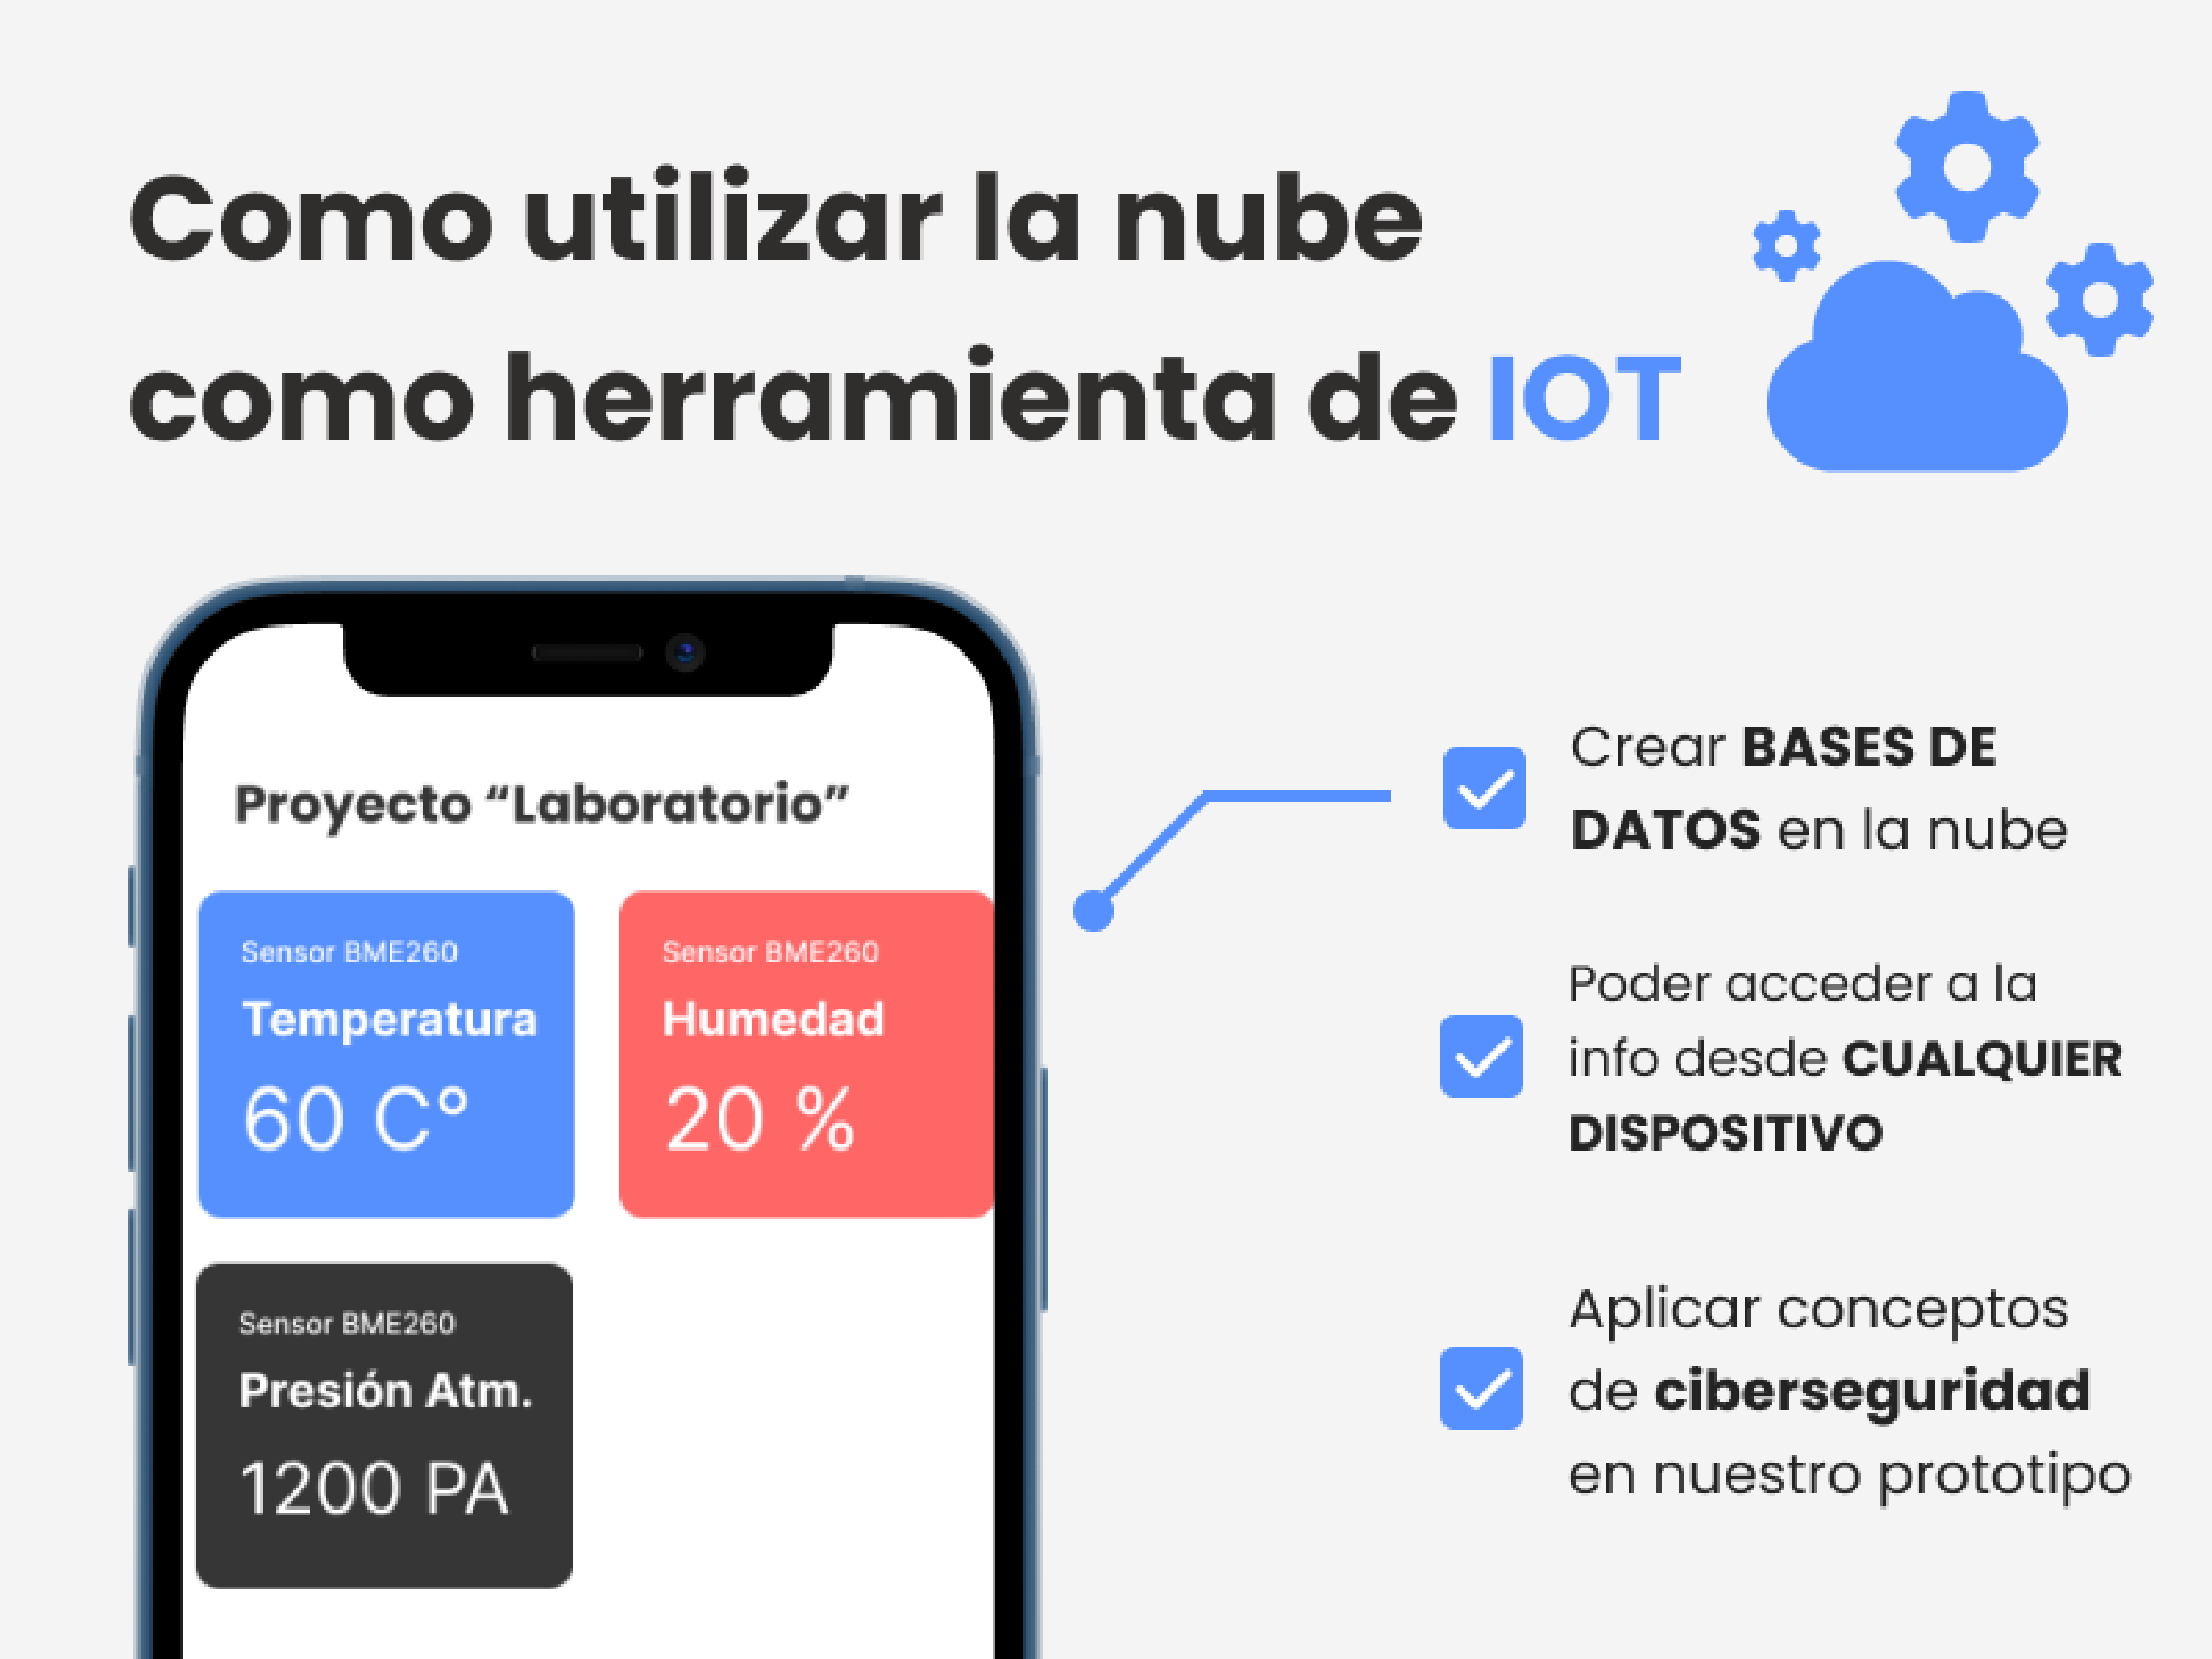 Como utilizar la nube
como herramienta de IOT
Proyecto “Laboratorio”
Sensor BME260
Temperatura
60 C°
Sensor BME260
Humedad
20 %
Sensor BME260
Presión Atm.
1200 PA
Crear BASES DE
DATOS en la nube
Poder acceder a la
info desde CUALQUIER
DISPOSITIVO
Aplicar conceptos
de ciberseguridad
en nuestro prototipo